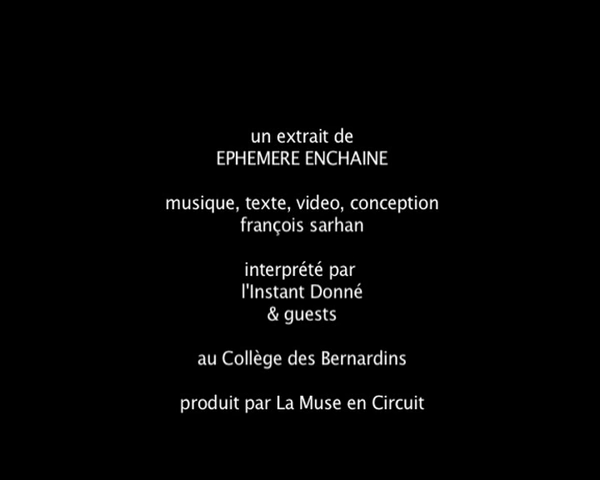 un extrait de
EPHEMERE ENCHAINE
musique, texte, video, conception
françois sarhan
interprété par
l'Instant Donné
& guests
au Collège des Bernardins
produit par La Muse en Circuit